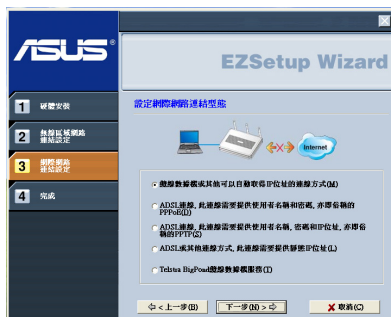 ASUS®
EZSetup Wizard
1 硬體安裝
2 無線區域網路
連結設定
3 網際網路
連結設定
4 完成
設定網際網路連結型態
Internet
纜線數據機或其他可以自動取得IP位址的連線方式(M)
ADSL連線, 此連線需要提供使用者名稱和密碼, 亦即俗稱的
PPPoE(D)
ADSL連線, 此連線需要提供使用者名稱, 密碼和IP位址, 亦即俗
稱的PPTP(S)
ADSL或其他連線方式, 此連線需要提供靜態IP位址(L)
Telstra BigPond纜線數據機服務(T)
< 上一步(B)
下一步(N) >
取消(C)